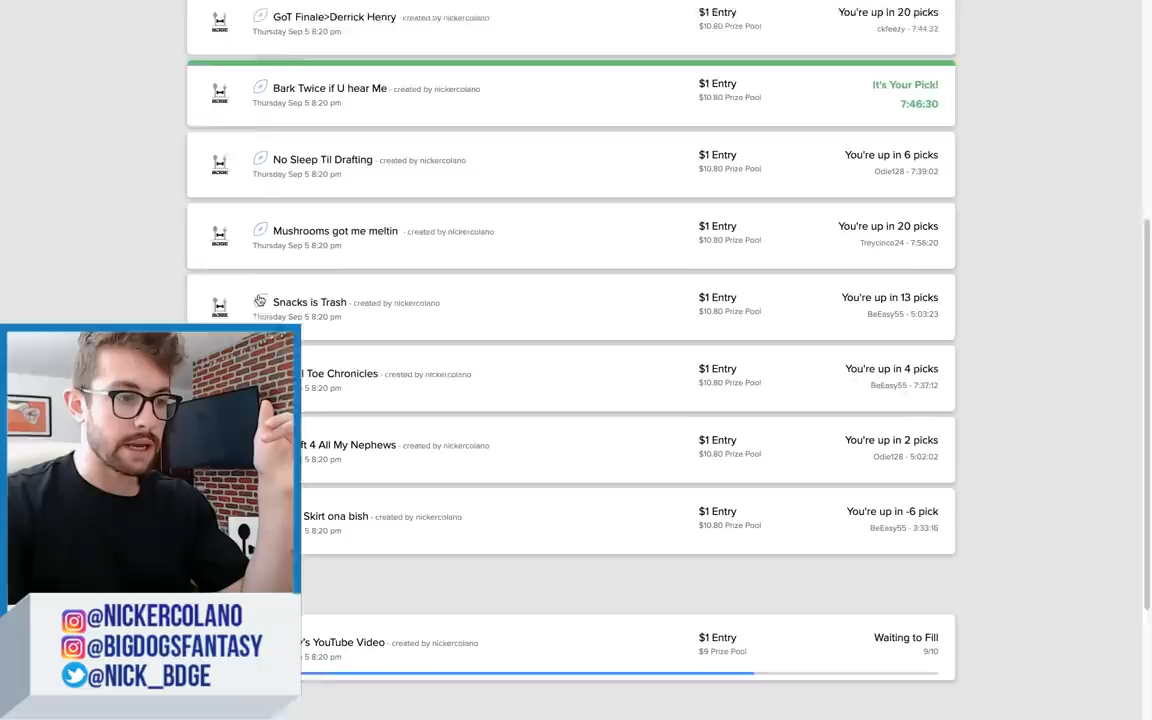 GoT Finale>Derrick Henry - created by nickercolano
Thursday Sep 5 8:20 pm
$1 Entry
$10.80 Prize Pool
You're up in 20 picks
ckfeezy - 7:44:32
Bark Twice if U hear Me - created by nickercolano
Thursday Sep 5 8:20 pm
$1 Entry
$10.80 Prize Pool
It's Your Pick!
7:46:30
No Sleep Til Drafting - created by nickercolano
Thursday Sep 5 8:20 pm
$1 Entry
$10.80 Prize Pool
You're up in 6 picks
Odie128 - 7:39:02
Mushrooms got me meltin - created by nickercolano
Thursday Sep 5 8:20 pm
$1 Entry
$10.80 Prize Pool
You're up in 20 picks
Treycinco24 - 7:56:20
Snacks is Trash - created by nickercolano
Thursday Sep 5 8:20 pm
$1 Entry
$10.80 Prize Pool
You're up in 13 picks
BeEasy55 - 5:03:23
Toe Chronicles - created by nickercolano
5 8:20 pm
$1 Entry
$10.80 Prize Pool
You're up in 4 picks
BeEasy55 - 7:37:12
4 All My Nephews - created by nickercolano
5 8:20 pm
$1 Entry
$10.80 Prize Pool
You're up in 2 picks
Odie128 - 5:02:02
Skirt ona bish - created by nickercolano
5 8:20 pm
$1 Entry
$10.80 Prize Pool
You're up in -6 pick
BeEasy55 - 3:33:16
's YouTube Video - created by nickercolano
5 8:20 pm
$1 Entry
$9 Prize Pool
Waiting to Fill
9/10
@NICKERCOLANO
@BIGDOGSFANTASY
@NICK_BDGE